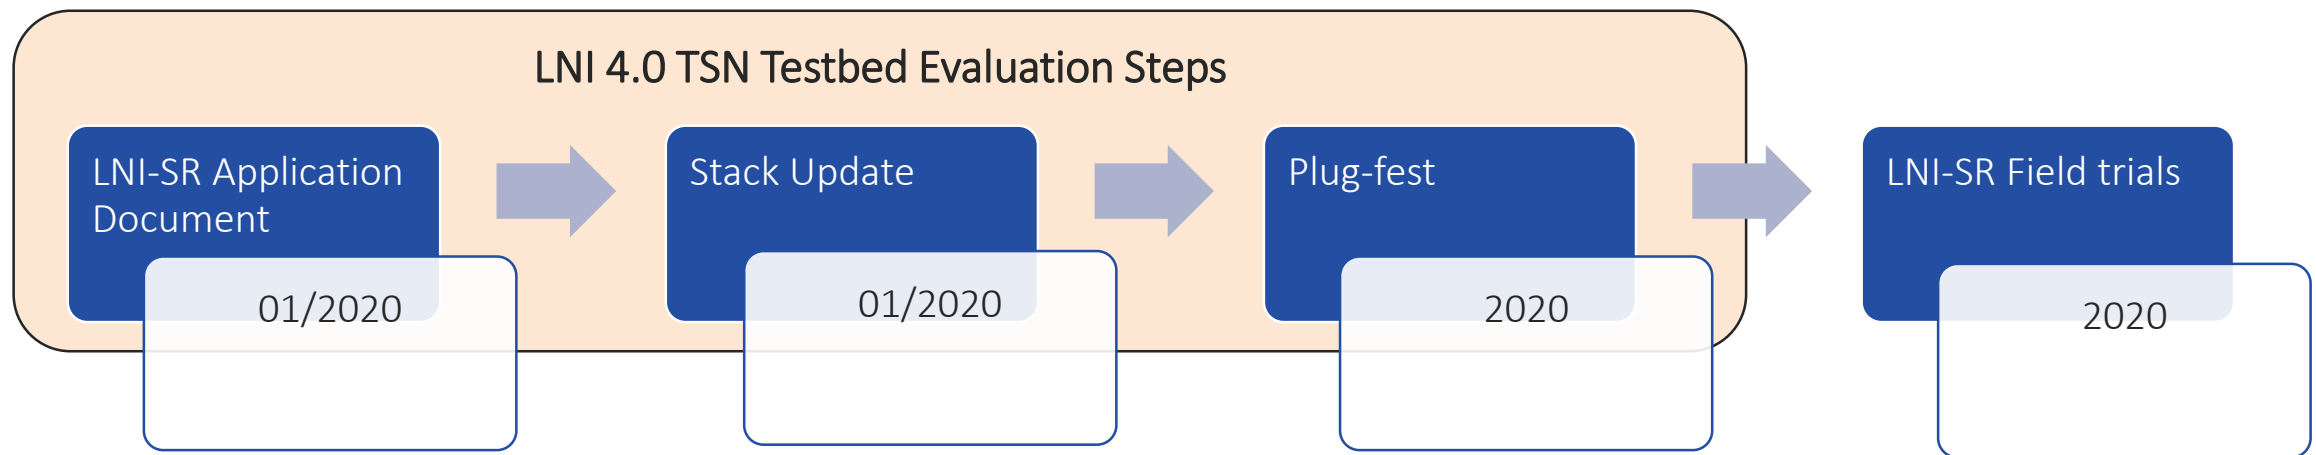 LNI 4.0 TSN Testbed Evaluation Steps
LNI-SR Application
Document
01/2020
Stack Update
01/2020
Plug-fest
2020
LNI-SR Field trials
2020